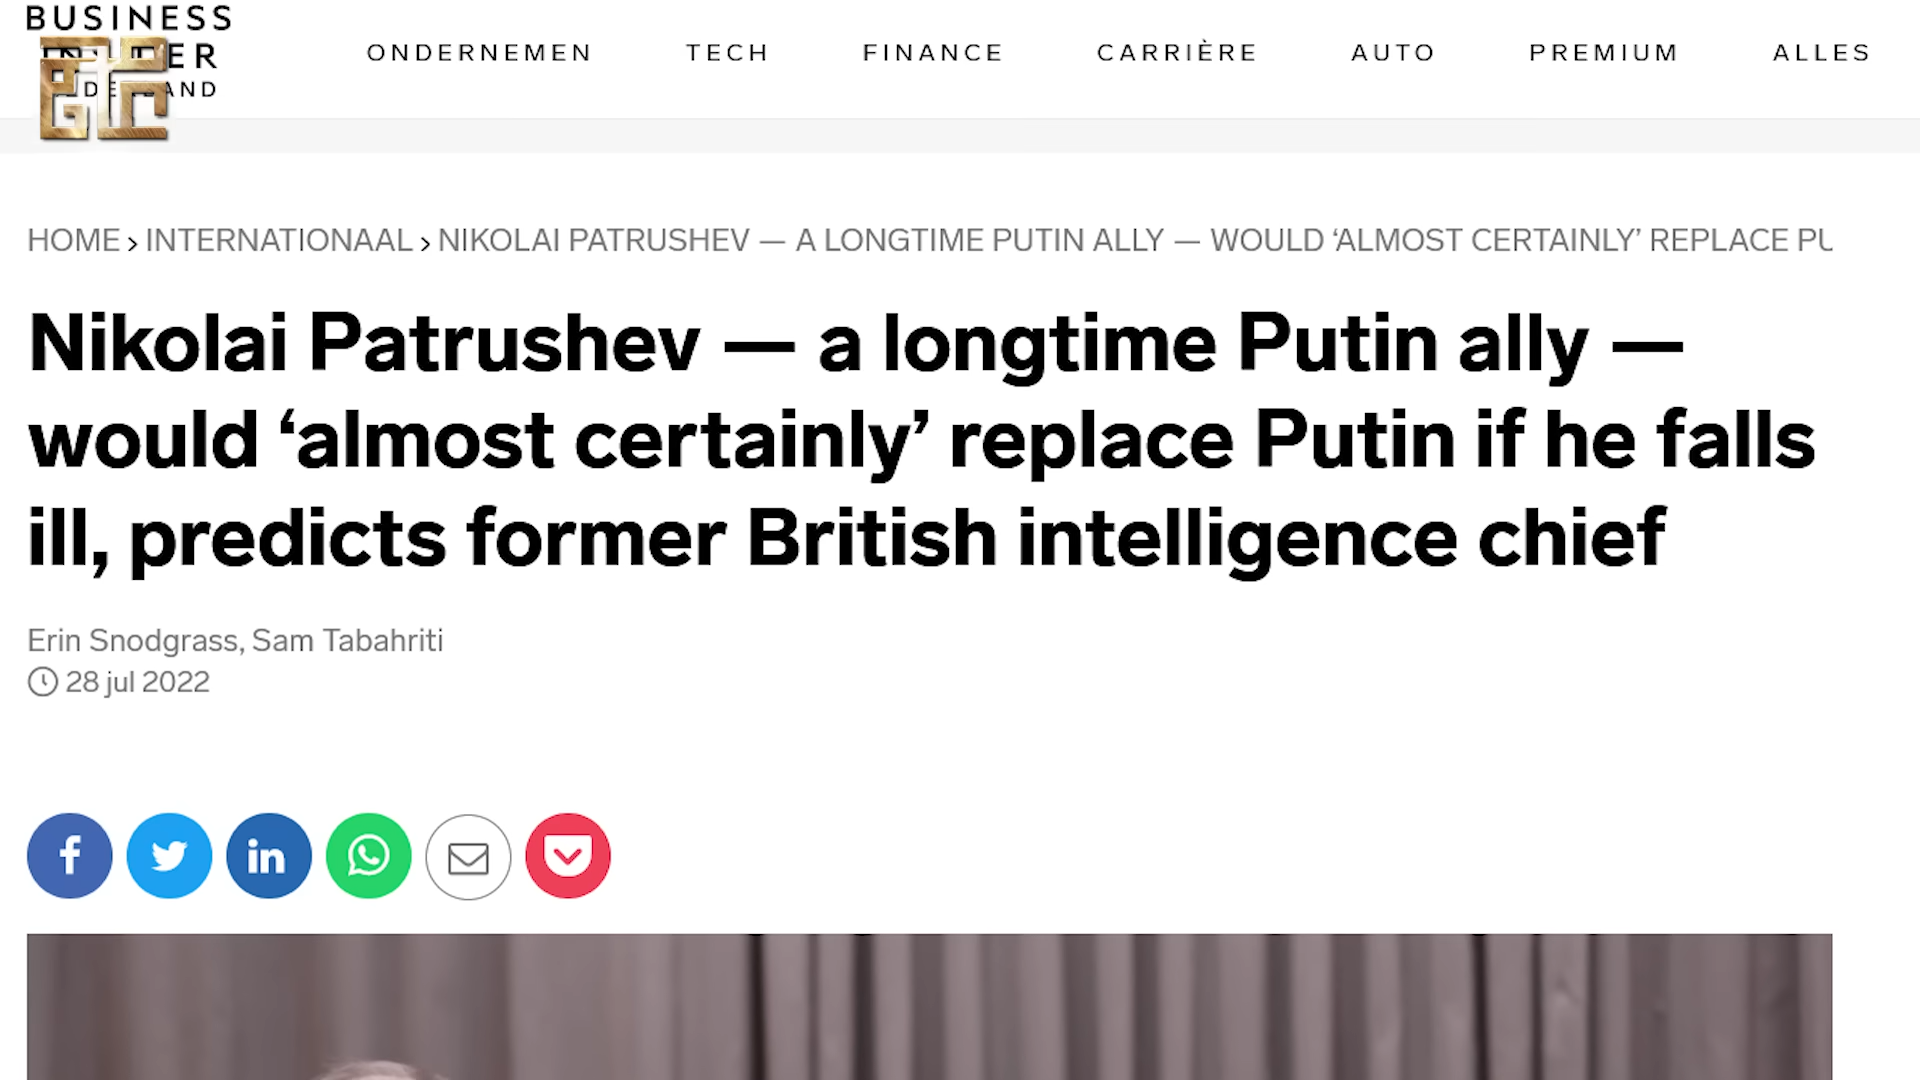 BUSINESS
ONDERNEMEN TECH FINANCE CARRIÈRE AUTO PREMIUM ALLES
HOME › INTERNATIONAAL › NIKOLAI PATRUSHEV — A LONGTIME PUTIN ALLY — WOULD ‘ALMOST CERTAINLY’ REPLACE PU
Nikolai Patrushev — a longtime Putin ally —
would ‘almost certainly’ replace Putin if he falls
ill, predicts former British intelligence chief
Erin Snodgrass, Sam Tabahriti
28 jul 2022